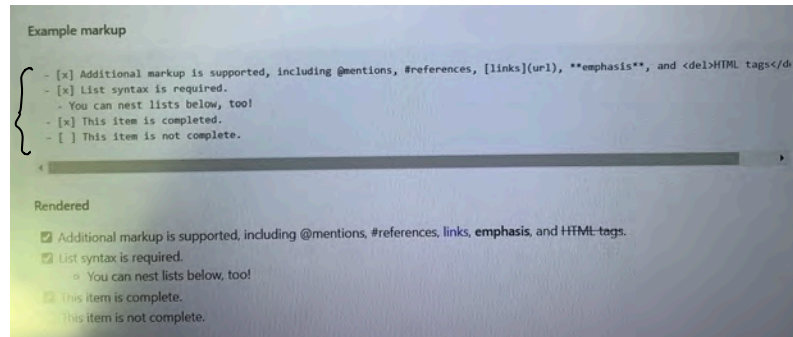 Example markup
- [x] Additional markup is supported, including @mentions, #references, [links](url), **emphasis**, and <del>HTML tags</de
- [x] List syntax is required.
- You can nest lists below, too!
- [x] This item is completed.
- [ ] This item is not complete.
Rendered
Additional markup is supported, including @mentions, #references, links, emphasis, and HTML tags.
List syntax is required.
You can nest lists below, too!
This item is complete.
This item is not complete.